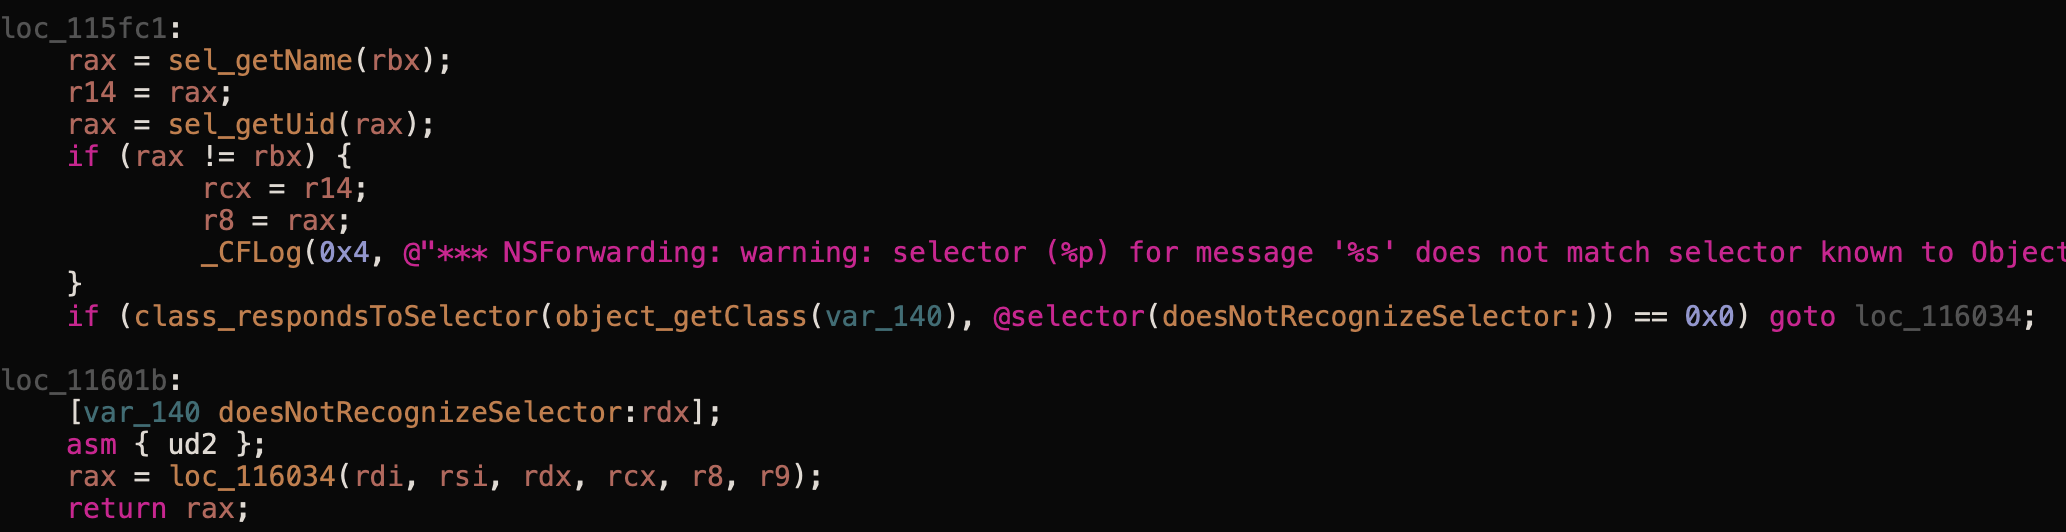 loc_115fc1:
rax = sel_getName(rbx);
r14 = rax;
rax = sel_getUid(rax);
if (rax != rbx) {
rcx = r14;
r8 = rax;
_CFLog(0x4, @"*** NSForwarding: warning: selector (%p) for message '%s' does not match selector known to Object
}
if (class_respondsToSelector(object_getClass(var_140), @selector(doesNotRecognizeSelector:)) == 0x0) goto loc_116034;
loc_11601b:
[var_140 doesNotRecognizeSelector:rdx];
asm { ud2 };
rax = loc_116034(rdi, rsi, rdx, rcx, r8, r9);
return rax;